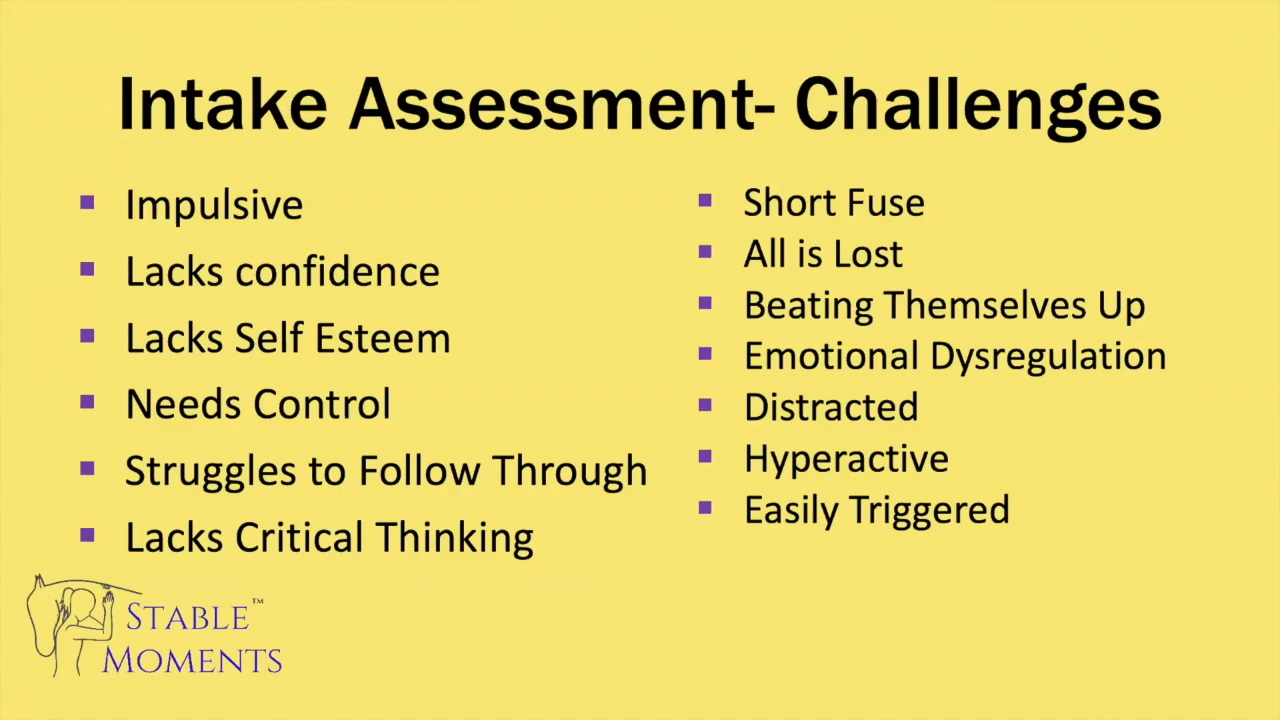 Intake Assessment- Challenges
Impulsive
Lacks confidence
Lacks Self Esteem
Needs Control
Struggles to Follow Through
Lacks Critical Thinking
Short Fuse
All is Lost
Beating Themselves Up
Emotional Dysregulation
Distracted
Hyperactive
Easily Triggered
STABLE™
MOMENTS